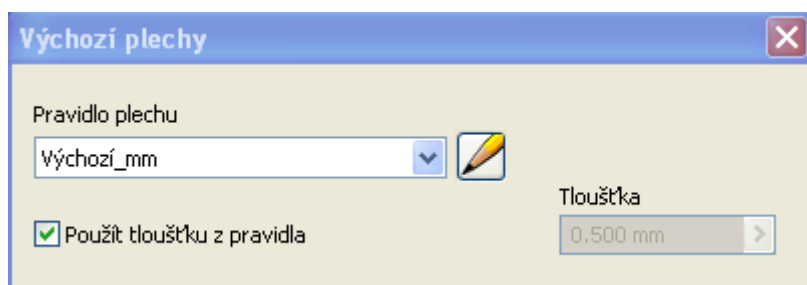 Výchozí plechy
Pravidlo plechu
Výchozí_mm
Tloušťka
Použít tloušťku z pravidla
0.500 mm